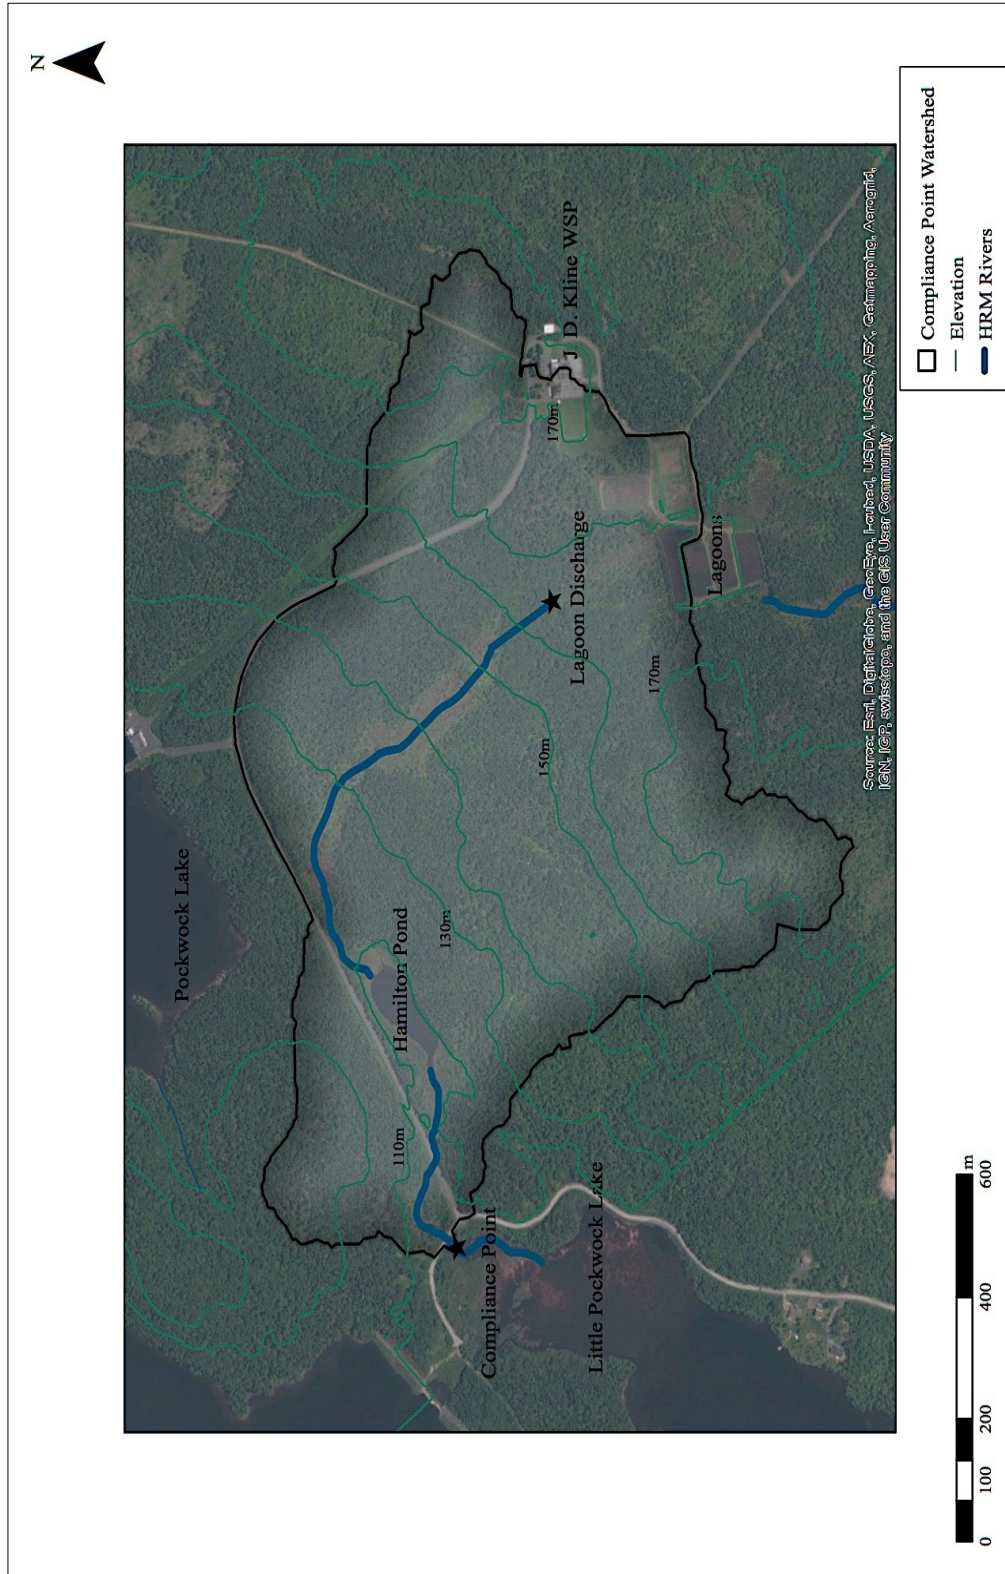 N
Pockwock Lake
Hamilton Pond
110m
130m
150m
170m
170m
J. D. Kline WSP
Lagoon Discharge
Lagoons
Compliance Point
Little Pockwock Lake
Source: Esri, DigitalGlobe, GeoEye, i-cubed, USDA, USGS, AEX, Getmapping, Aerogrid,
IGN, IGP, swisstopo, and the GIS User Community
Compliance Point Watershed
Elevation
HRM Rivers
0 100 200 400 600
m